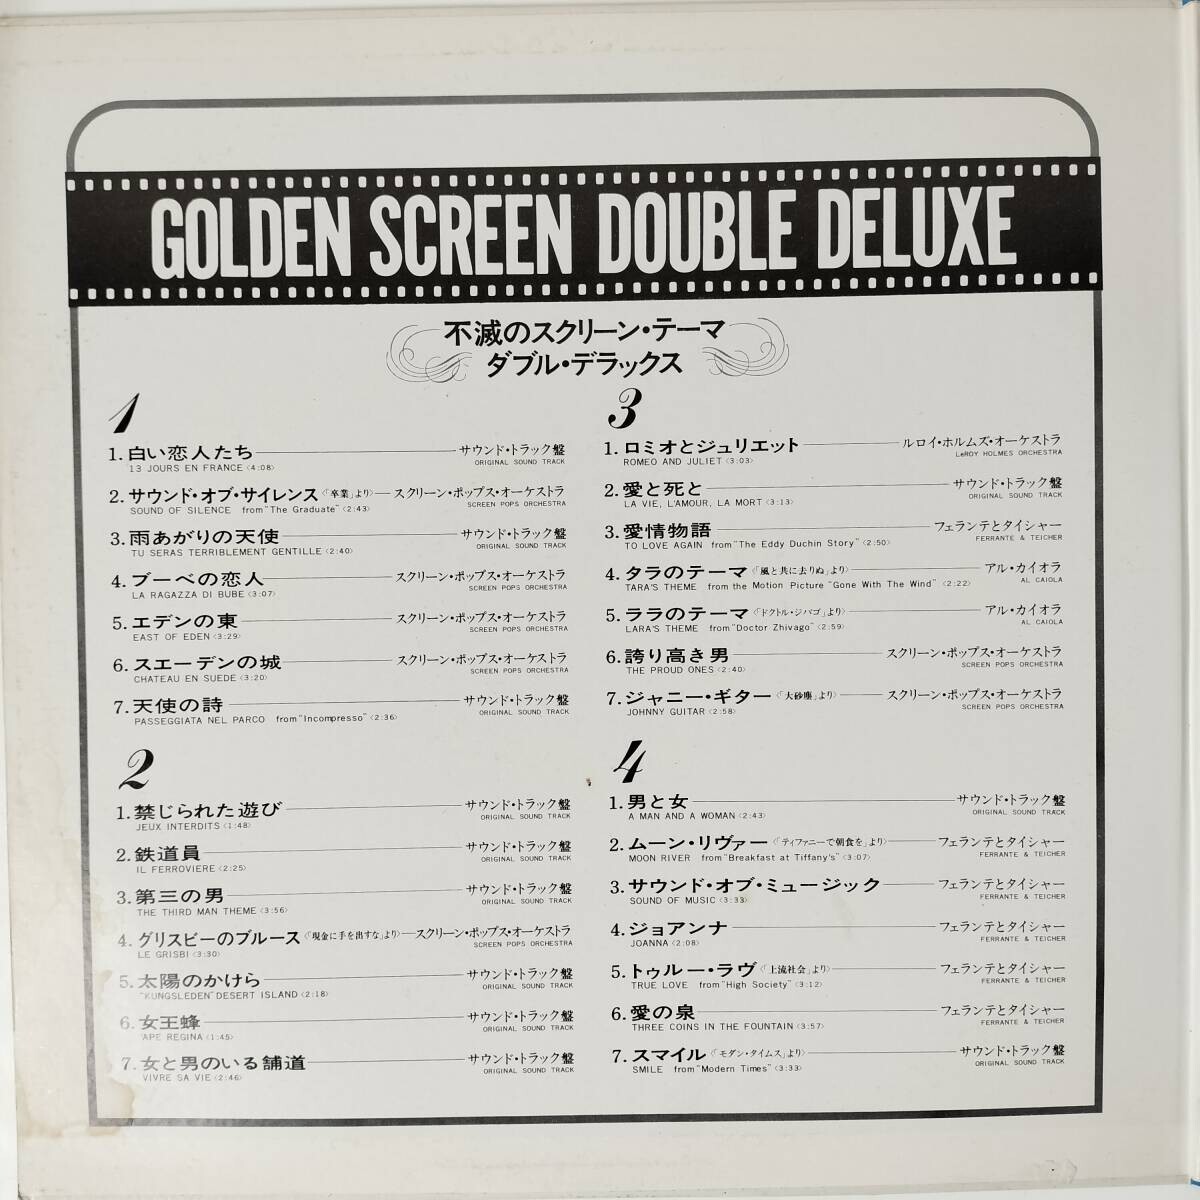 GOLDEN SCREEN DOUBLE DELUXE
不滅のスクリーン・テーマ
ダブル・デラックス
1
1. 白い恋人たち サウンド・トラック盤
13 JOURS EN FRANCE <4:08> ORIGINAL SOUND TRACK
2. サウンド・オブ・サイレンス <「卒業」より> スクリーン・ポップス・オーケストラ
SOUND OF SILENCE from "The Graduate" <2:43> SCREEN POPS ORCHESTRA
3. 雨あがりの天使 サウンド・トラック盤
TU SERAS TERRIBLEMENT GENTILLE <2:40> ORIGINAL SOUND TRACK
4. ブーベの恋人 スクリーン・ポップス・オーケストラ
LA RAGAZZA DI BUBE <3:07> SCREEN POPS ORCHESTRA
5. エデンの東 スクリーン・ポップス・オーケストラ
EAST OF EDEN <3:29> SCREEN POPS ORCHESTRA
6. スエーデンの城 スクリーン・ポップス・オーケストラ
CHATEAU EN SUEDE <3:20> SCREEN POPS ORCHESTRA
7. 天使の詩 サウンド・トラック盤
PASSEGGIATA NEL PARCO from "Incompresso" <2:36> ORIGINAL SOUND TRACK
2
1. 禁じられた遊び サウンド・トラック盤
JEUX INTERDITS <1:48> ORIGINAL SOUND TRACK
2. 鉄道員 サウンド・トラック盤
IL FERROVIERE <2:25> ORIGINAL SOUND TRACK
3. 第三の男 サウンド・トラック盤
THE THIRD MAN THEME <3:56> ORIGINAL SOUND TRACK
4. グリスビーのブルース <「現金に手を出すな」より> スクリーン・ポップス・オーケストラ
LE GRISBI <3:30> SCREEN POPS ORCHESTRA
5. 太陽のかけら サウンド・トラック盤
"KUNGSLEDEN" DESERT ISLAND <2:18> ORIGINAL SOUND TRACK
6. 女王蜂 サウンド・トラック盤
'APE REGINA <1:45> ORIGINAL SOUND TRACK
7. 女と男のいる舗道 サウンド・トラック盤
VIVRE SA VIE <2:46> ORIGINAL SOUND TRACK
3
1. ロミオとジュリエット ルロイ・ホルムズ・オーケストラ
ROMEO AND JULIET <3:03> LeROY HOLMES ORCHESTRA
2. 愛と死と サウンド・トラック盤
LA VIE, L'AMOUR, LA MORT <3:13> ORIGINAL SOUND TRACK
3. 愛情物語 フェランテとタイシャー
TO LOVE AGAIN from "The Eddy Duchin Story" <2:50> FERRANTE & TEICHER
4. タラのテーマ <「風と共に去りぬ」より> アル・カイオラ
TARA'S THEME from the Motion Picture "Gone With The Wind" <2:22> AL CAIOLA
5. ララのテーマ <「ドクトル・ジバゴ」より> アル・カイオラ
LARA'S THEME from "Doctor Zhivago" <2:59> AL CAIOLA
6. 誇り高き男 スクリーン・ポップス・オーケストラ
THE PROUD ONES <2:40> SCREEN POPS ORCHESTRA
7. ジャニー・ギター <「大砂塵」より> スクリーン・ポップス・オーケストラ
JOHNNY GUITAR <2:58> SCREEN POPS ORCHESTRA
4
1. 男と女 サウンド・トラック盤
A MAN AND A WOMAN <2:43> ORIGINAL SOUND TRACK
2. ムーン・リヴァー <「ティファニーで朝食を」より> フェランテとタイシャー
MOON RIVER from "Breakfast at Tiffany's" <3:07> FERRANTE & TEICHER
3. サウンド・オブ・ミュージック フェランテとタイシャー
SOUND OF MUSIC <3:33> FERRANTE & TEICHER
4. ジョアンナ フェランテとタイシャー
JOANNA <2:08> FERRANTE & TEICHER
5. トゥルー・ラヴ <「上流社会」より> フェランテとタイシャー
TRUE LOVE from "High Society" <3:12> FERRANTE & TEICHER
6. 愛の泉 フェランテとタイシャー
THREE COINS IN THE FOUNTAIN <3:57> FERRANTE & TEICHER
7. スマイル <「モダン・タイムス」より> サウンド・トラック盤
SMILE from "Modern Times" <3:33> ORIGINAL SOUND TRACK